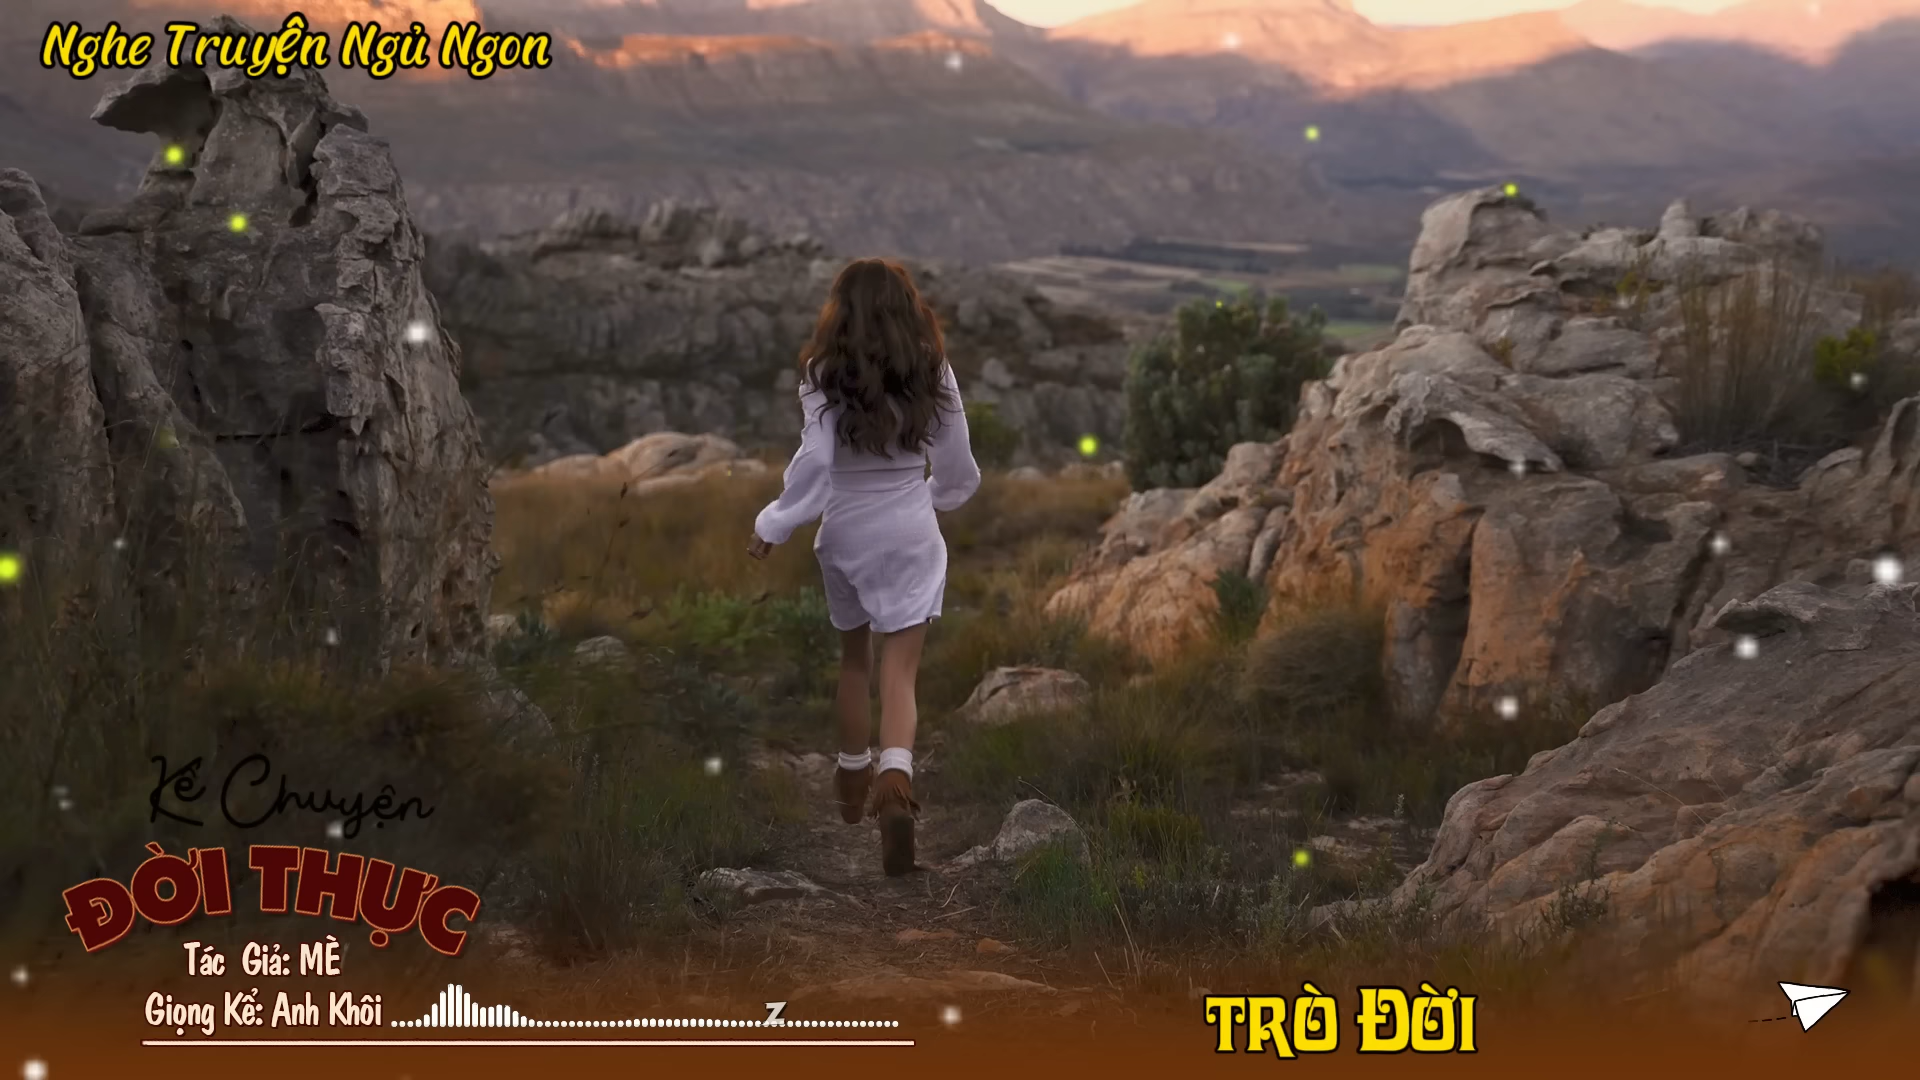 Nghe Truyện Ngủ Ngon
Kể Chuyện
ĐỜI THỰC
Tác Giả: MÈ
Giọng Kể: Anh Khôi
Z
TRÒ ĐỜI